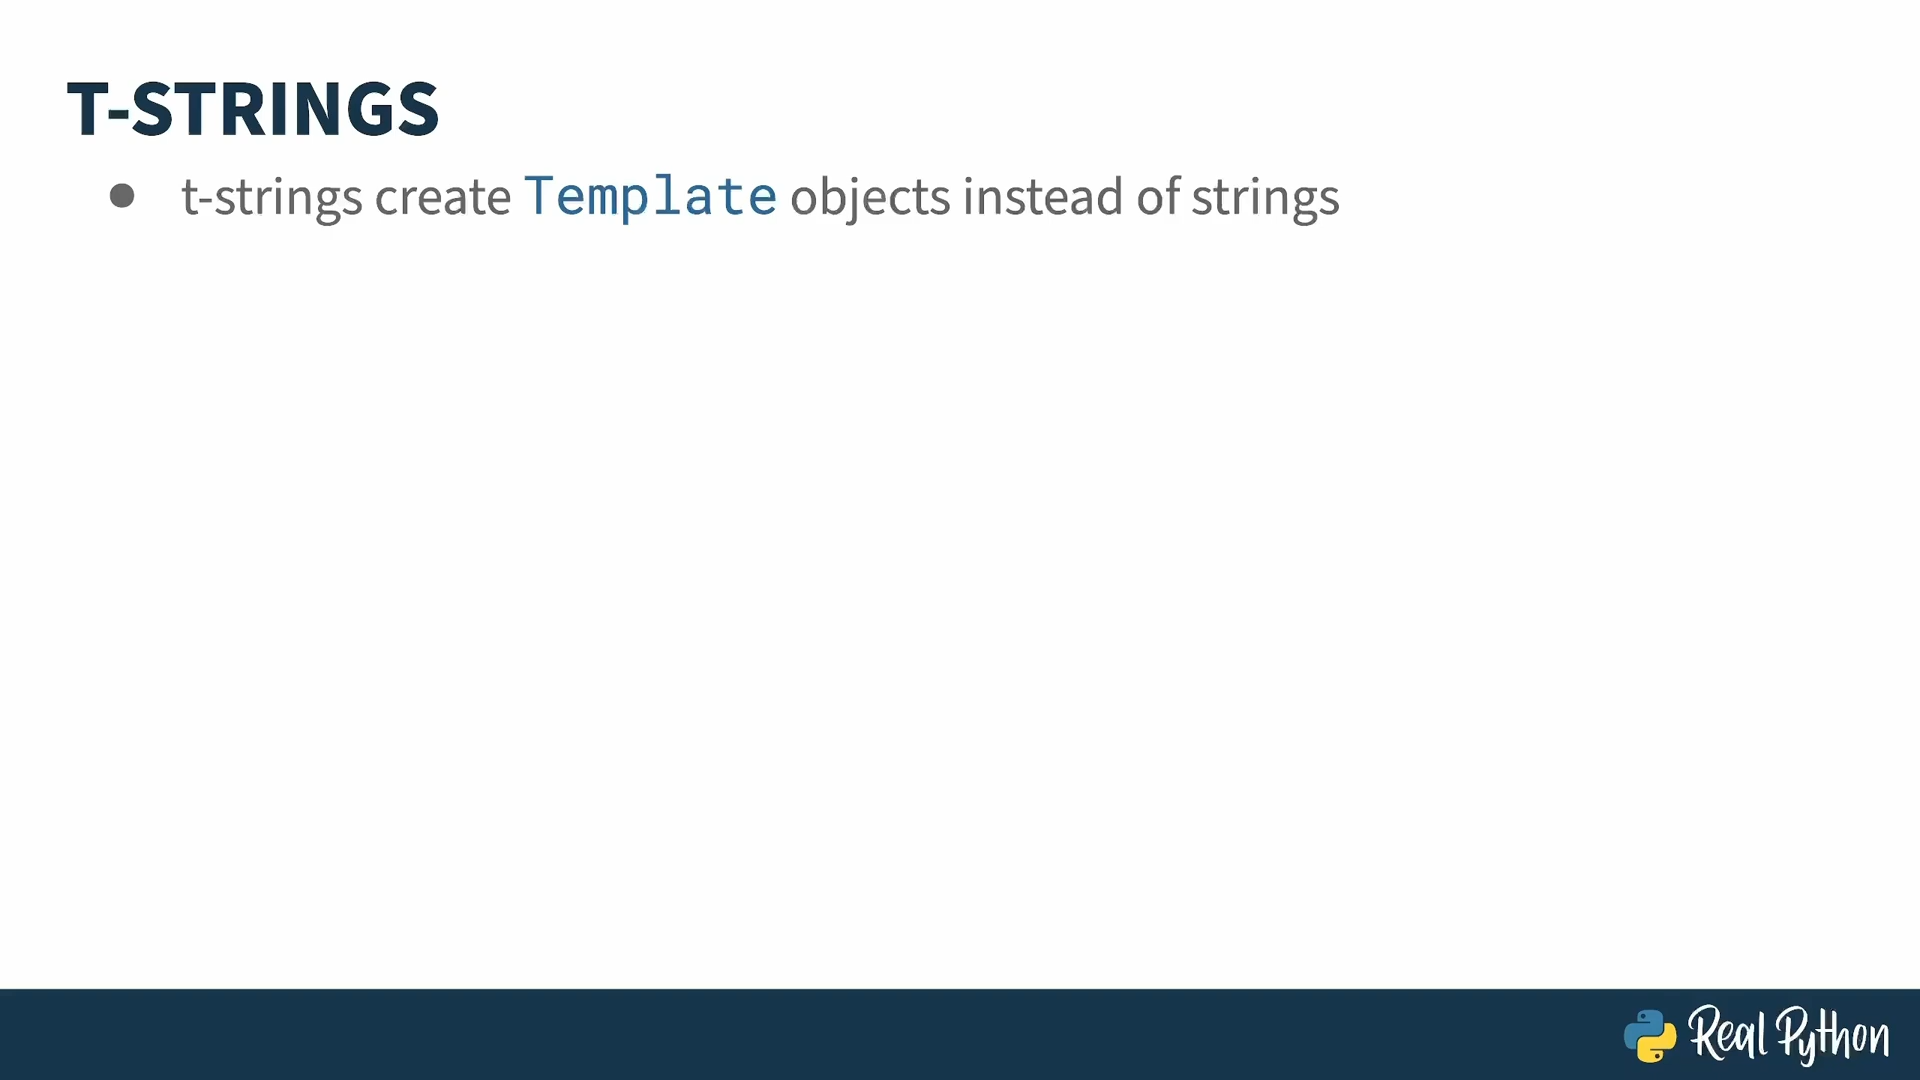 T-STRINGS
● t-strings create Template objects instead of strings
Real Python